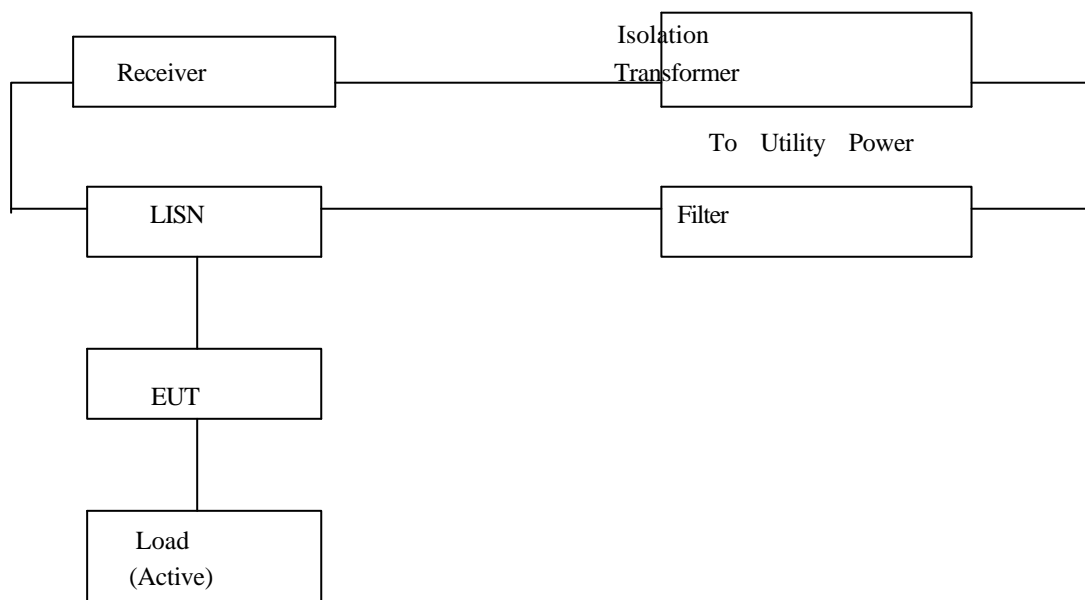 Isolation
Receiver
Transformer
To Utility Power
LISN
Filter
EUT
Load
(Active)